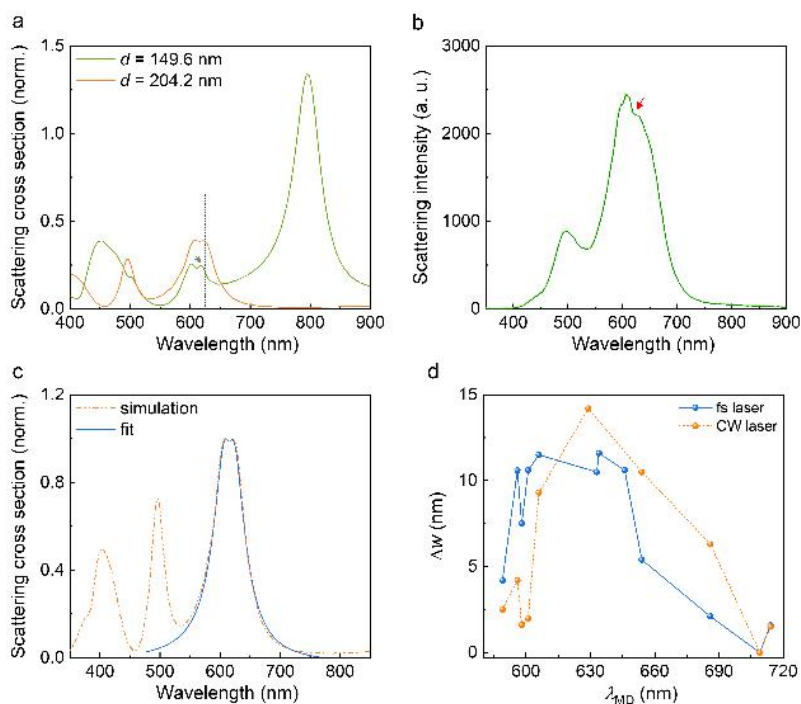 a
Scattering cross section (norm.)
1.5
1.0
0.5
0.0
d = 149.6 nm
d = 204.2 nm
400 500 600 700 800 900
Wavelength (nm)
b
Scattering intensity (a. u.)
3000
2000
1000
0
400 500 600 700 800 900
Wavelength (nm)
c
Scattering cross section (norm.)
1.2
0.8
0.4
0.0
simulation
fit
400 500 600 700 800
Wavelength (nm)
d
Δw (nm)
15
10
5
0
fs laser
CW laser
600 630 660 690 720
λMD (nm)